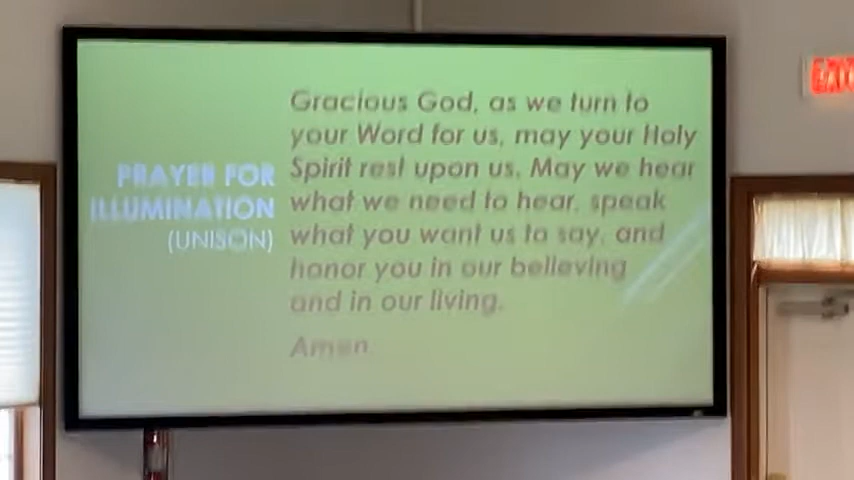 PRAYER FOR
ILLUMINATION
(UNISON)
Gracious God, as we turn to
your Word for us, may your Holy
Spirit rest upon us. May we hear
what we need to hear, speak
what you want us to say, and
honor you in our believing
and in our living.
Amen.
EXIT